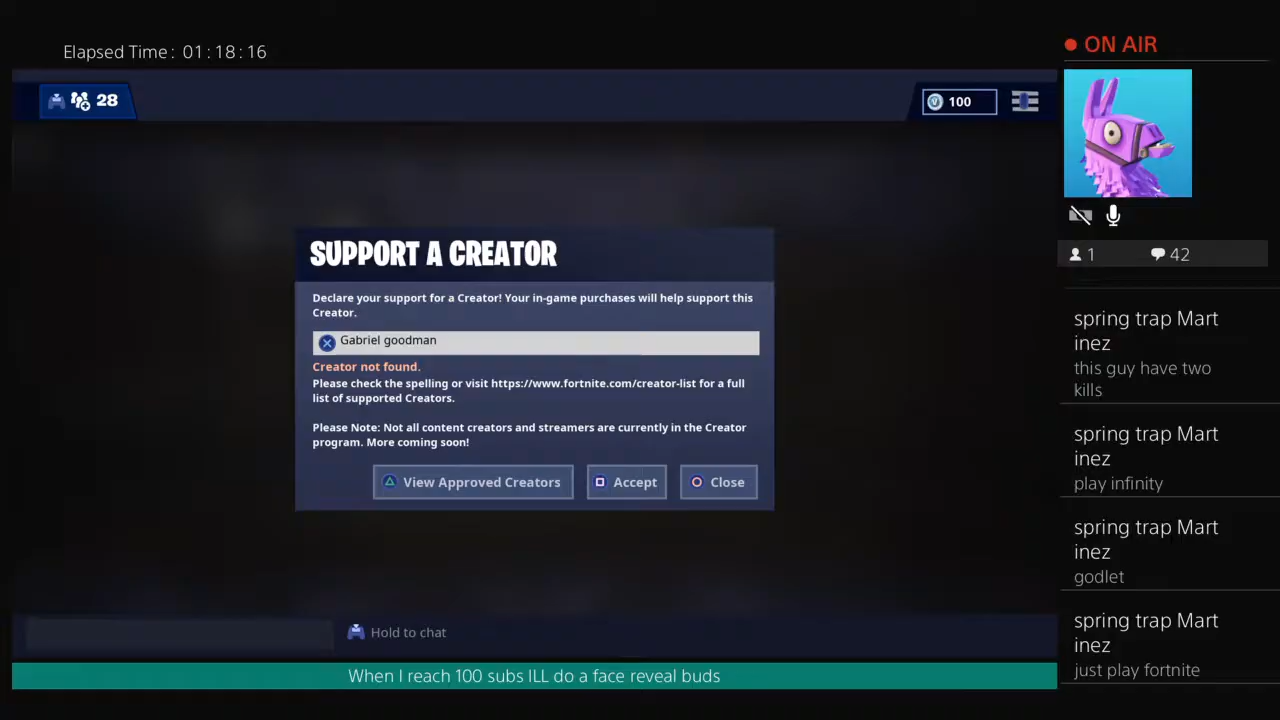 Elapsed Time: 01:18:16
ON AIR
28
100
SUPPORT A CREATOR
Declare your support for a Creator! Your in-game purchases will help support this
Creator.
Gabriel goodman
Creator not found.
Please check the spelling or visit https://www.fortnite.com/creator-list for a full
list of supported Creators.
Please Note: Not all content creators and streamers are currently in the Creator
program. More coming soon!
View Approved Creators
Accept
Close
Hold to chat
When I reach 100 subs ILL do a face reveal buds
1
42
spring trap Mart
inez
this guy have two
kills
spring trap Mart
inez
play infinity
spring trap Mart
inez
godlet
spring trap Mart
inez
just play fortnite